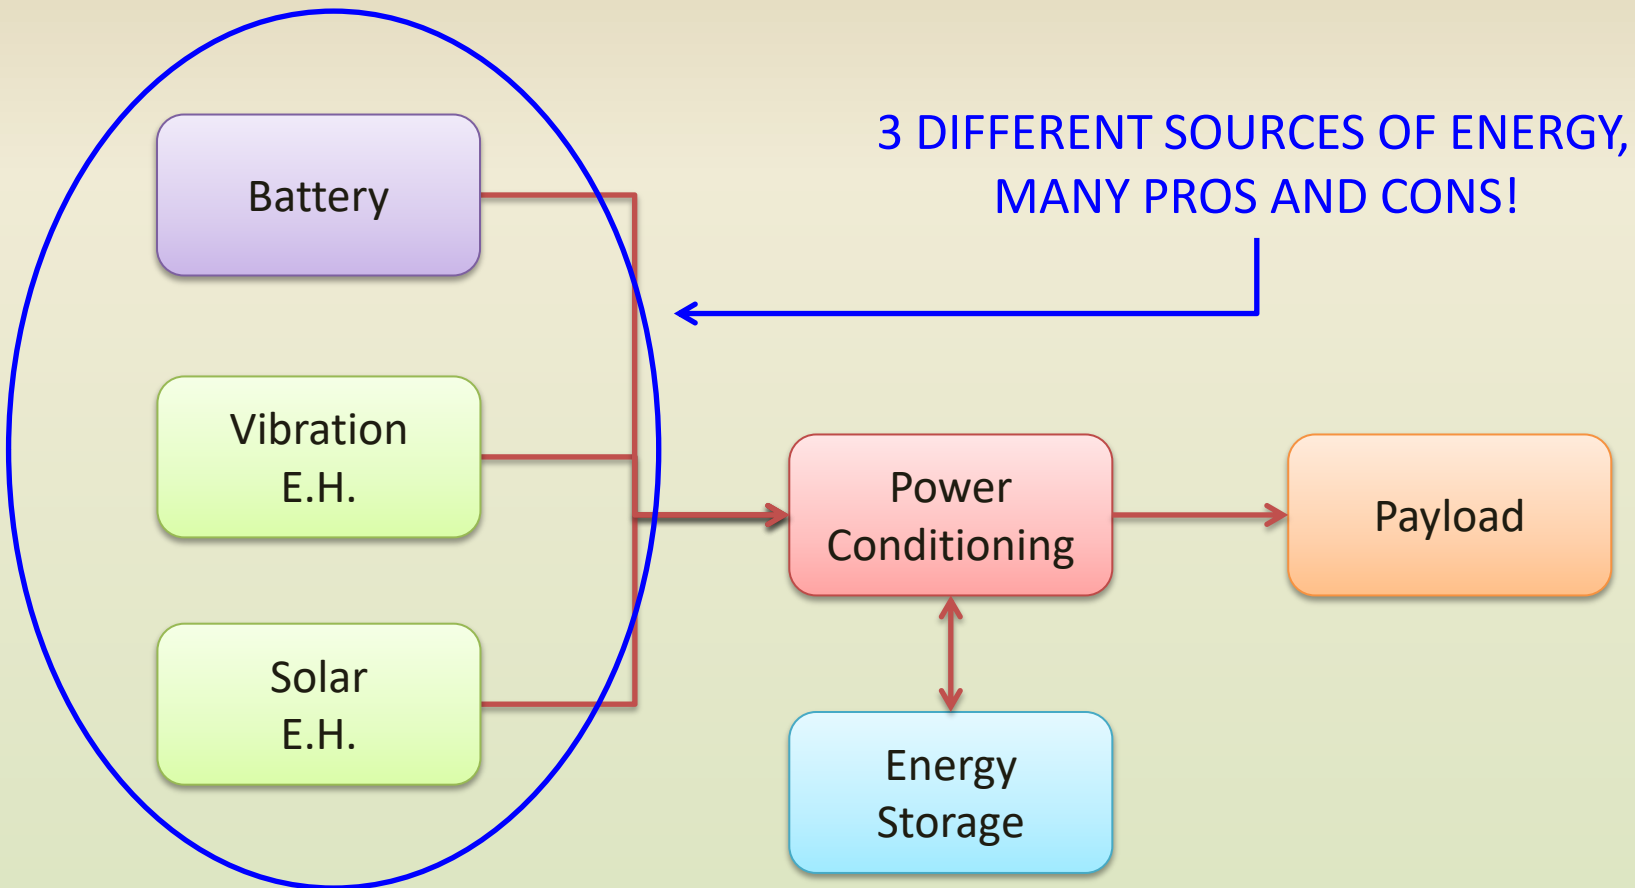 3 DIFFERENT SOURCES OF ENERGY,
MANY PROS AND CONS!
Battery
Vibration
E.H.
Solar
E.H.
Power
Conditioning
Payload
Energy
Storage